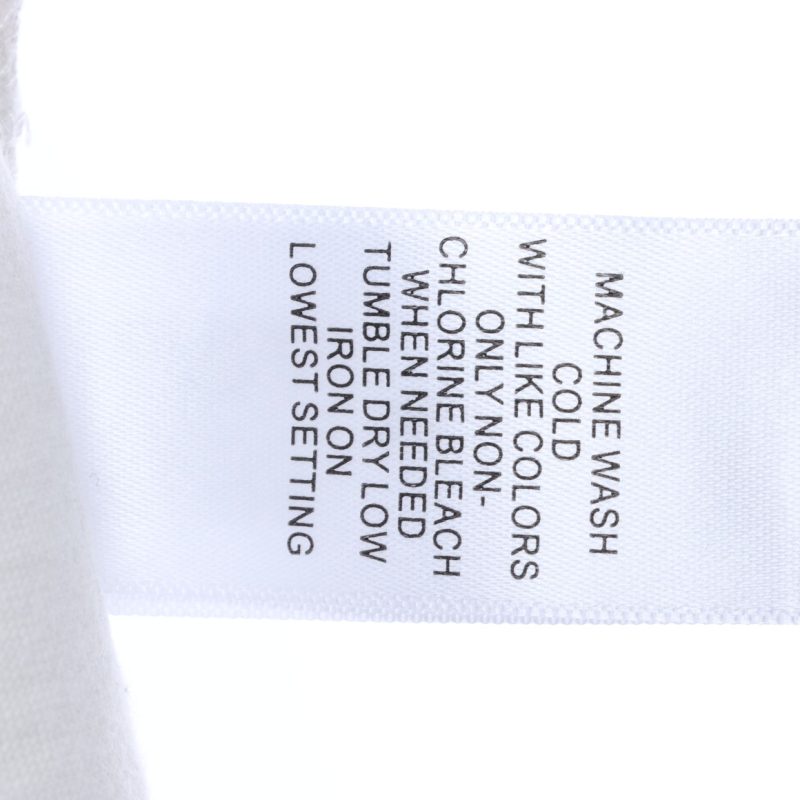 MACHINE WASH
COLD
WITH LIKE COLORS
ONLY NON-
CHLORINE BLEACH
WHEN NEEDED
TUMBLE DRY LOW
IRON ON
LOWEST SETTING